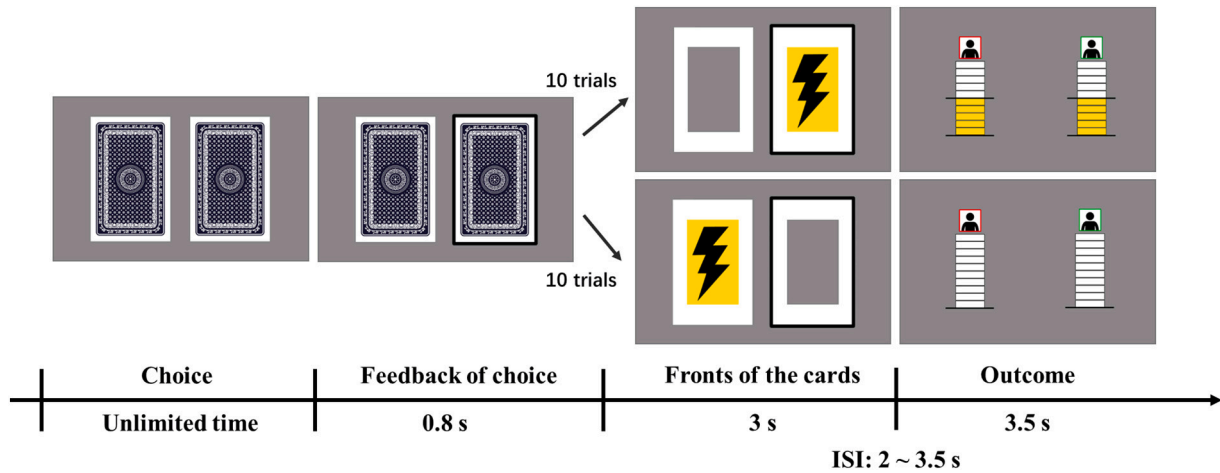 10 trials
10 trials
Choice
Feedback of choice
Fronts of the cards
Outcome
Unlimited time
0.8 s
3 s
3.5 s
ISI: 2 ~ 3.5 s